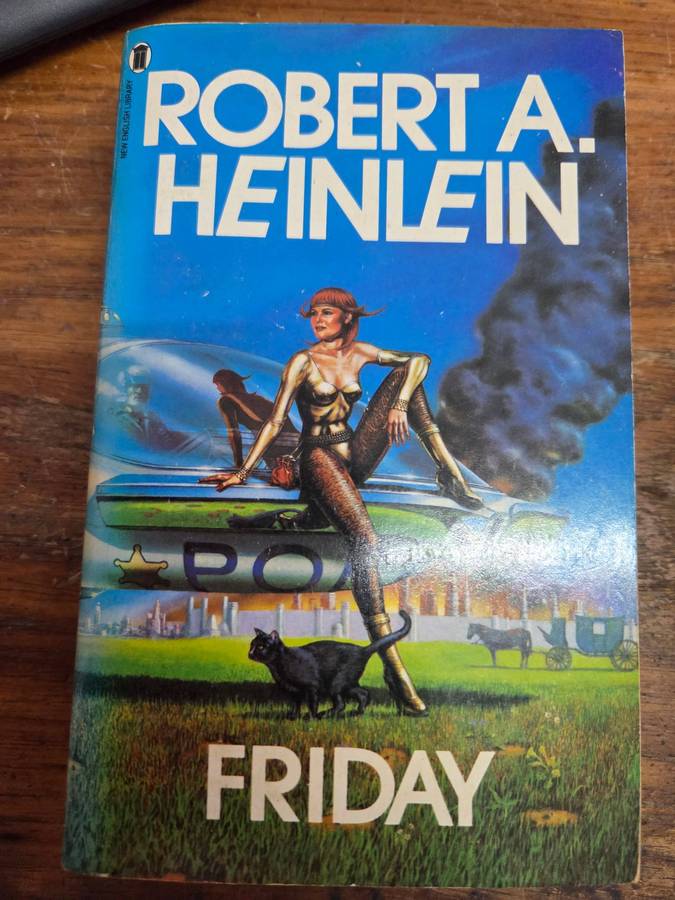 NEW ENGLISH LIBRARY
ROBERT A.
HEINLEIN
PO
FRIDAY